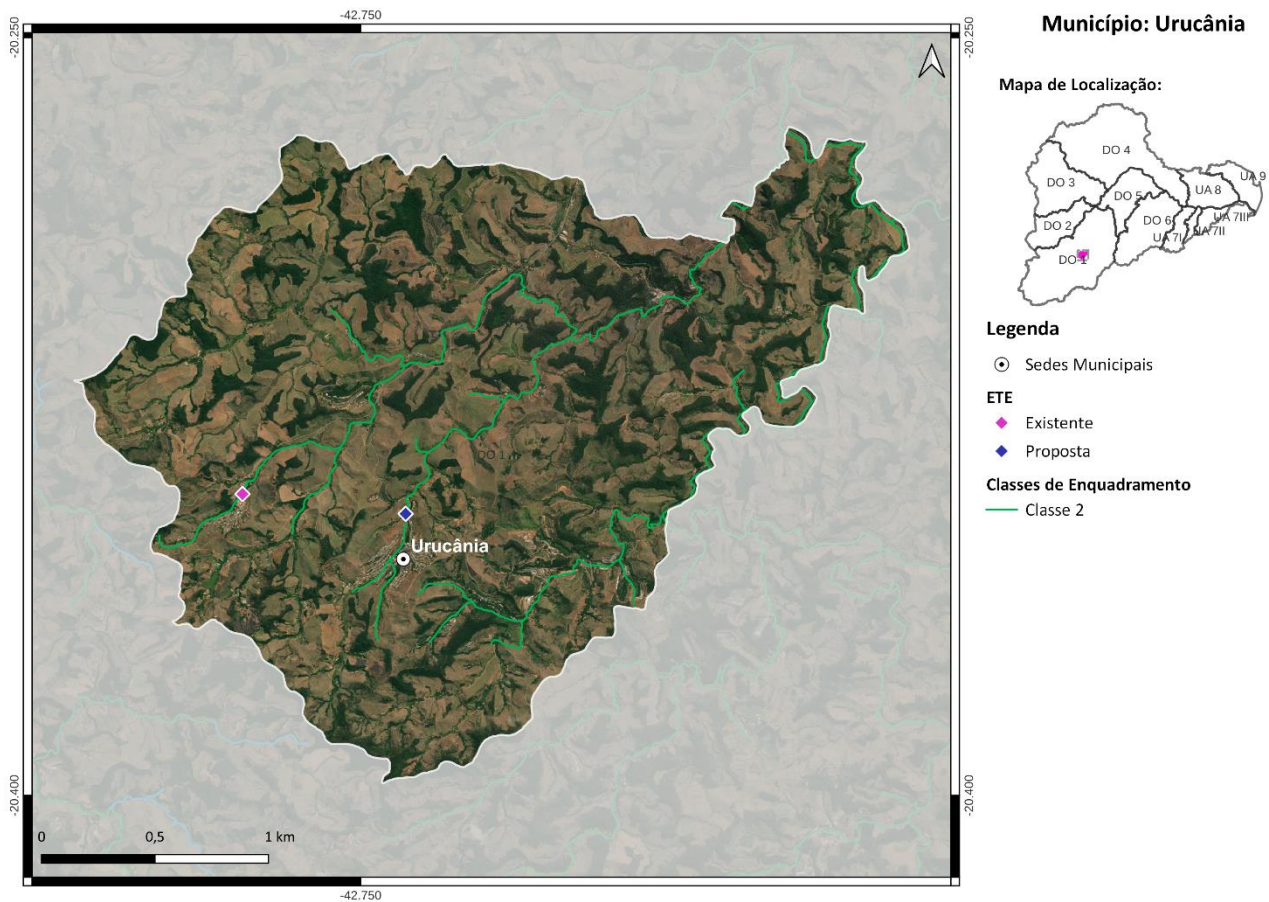 -42.750
Município: Urucânia
-20.250
-20.250
Mapa de Localização:
DO 4
DO 3
UA 9
UA 8
DO 5
DO 2
DO 6
UA 7III
UA 7II
UA 7I
DO 1
Legenda
Sedes Municipais
ETE
Existente
Proposta
Classes de Enquadramento
Classe 2
DO 1
Urucânia
-20.400
-20.400
0 0,5 1 km
-42.750